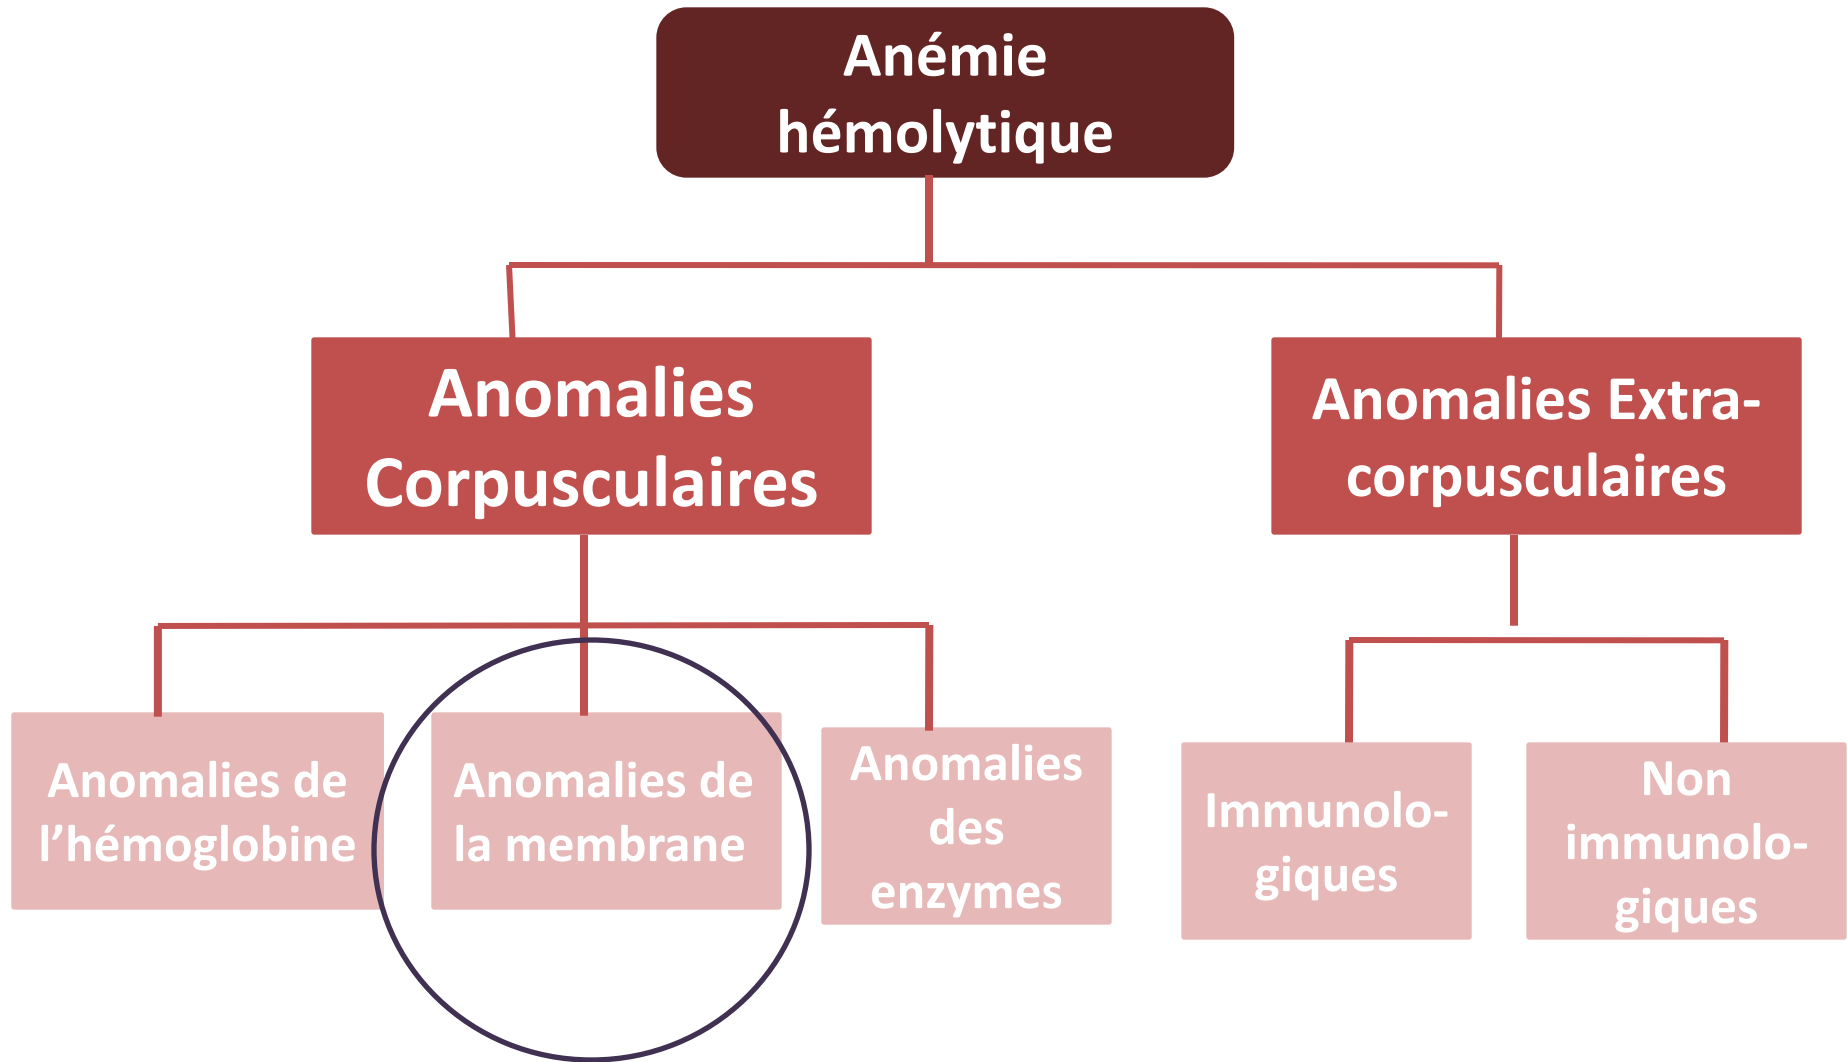 Anémie
hémolytique
Anomalies
Corpusculaires
Anomalies Extra-
corpusculaires
Anomalies de
l’hémoglobine
Anomalies de
la membrane
Anomalies
des
enzymes
Immunolo-
giques
Non
immunolo-
giques